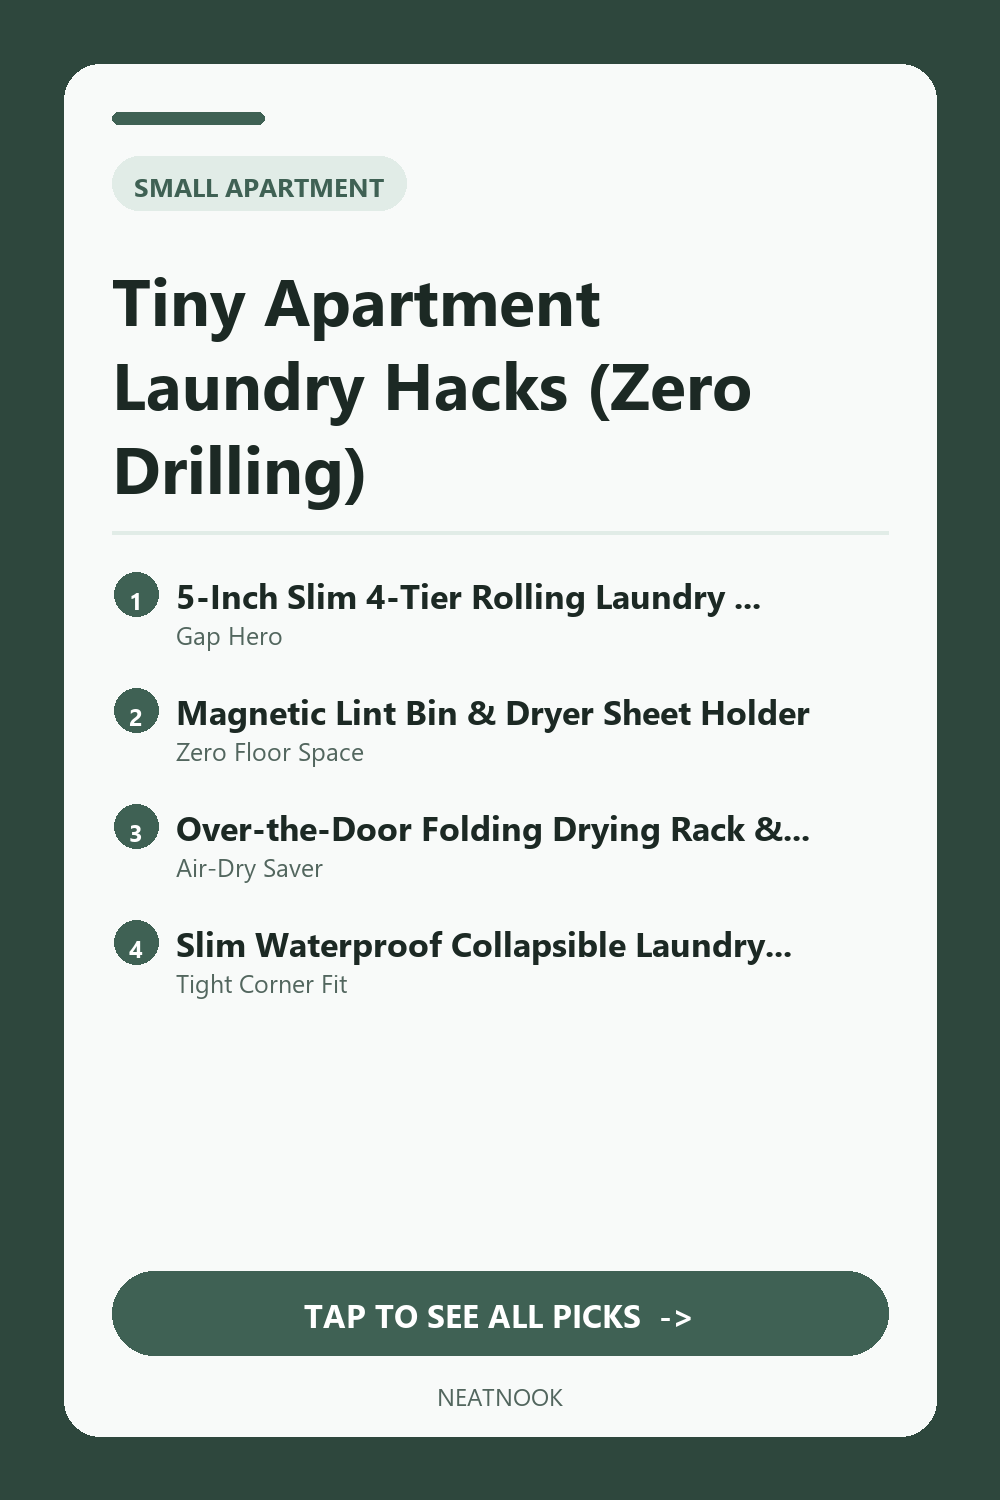 SMALL APARTMENT
Tiny Apartment
Laundry Hacks (Zero
Drilling)
1 5-Inch Slim 4-Tier Rolling Laundry ...
Gap Hero
2 Magnetic Lint Bin & Dryer Sheet Holder
Zero Floor Space
3 Over-the-Door Folding Drying Rack &...
Air-Dry Saver
4 Slim Waterproof Collapsible Laundry...
Tight Corner Fit
TAP TO SEE ALL PICKS ->
NEATNOOK